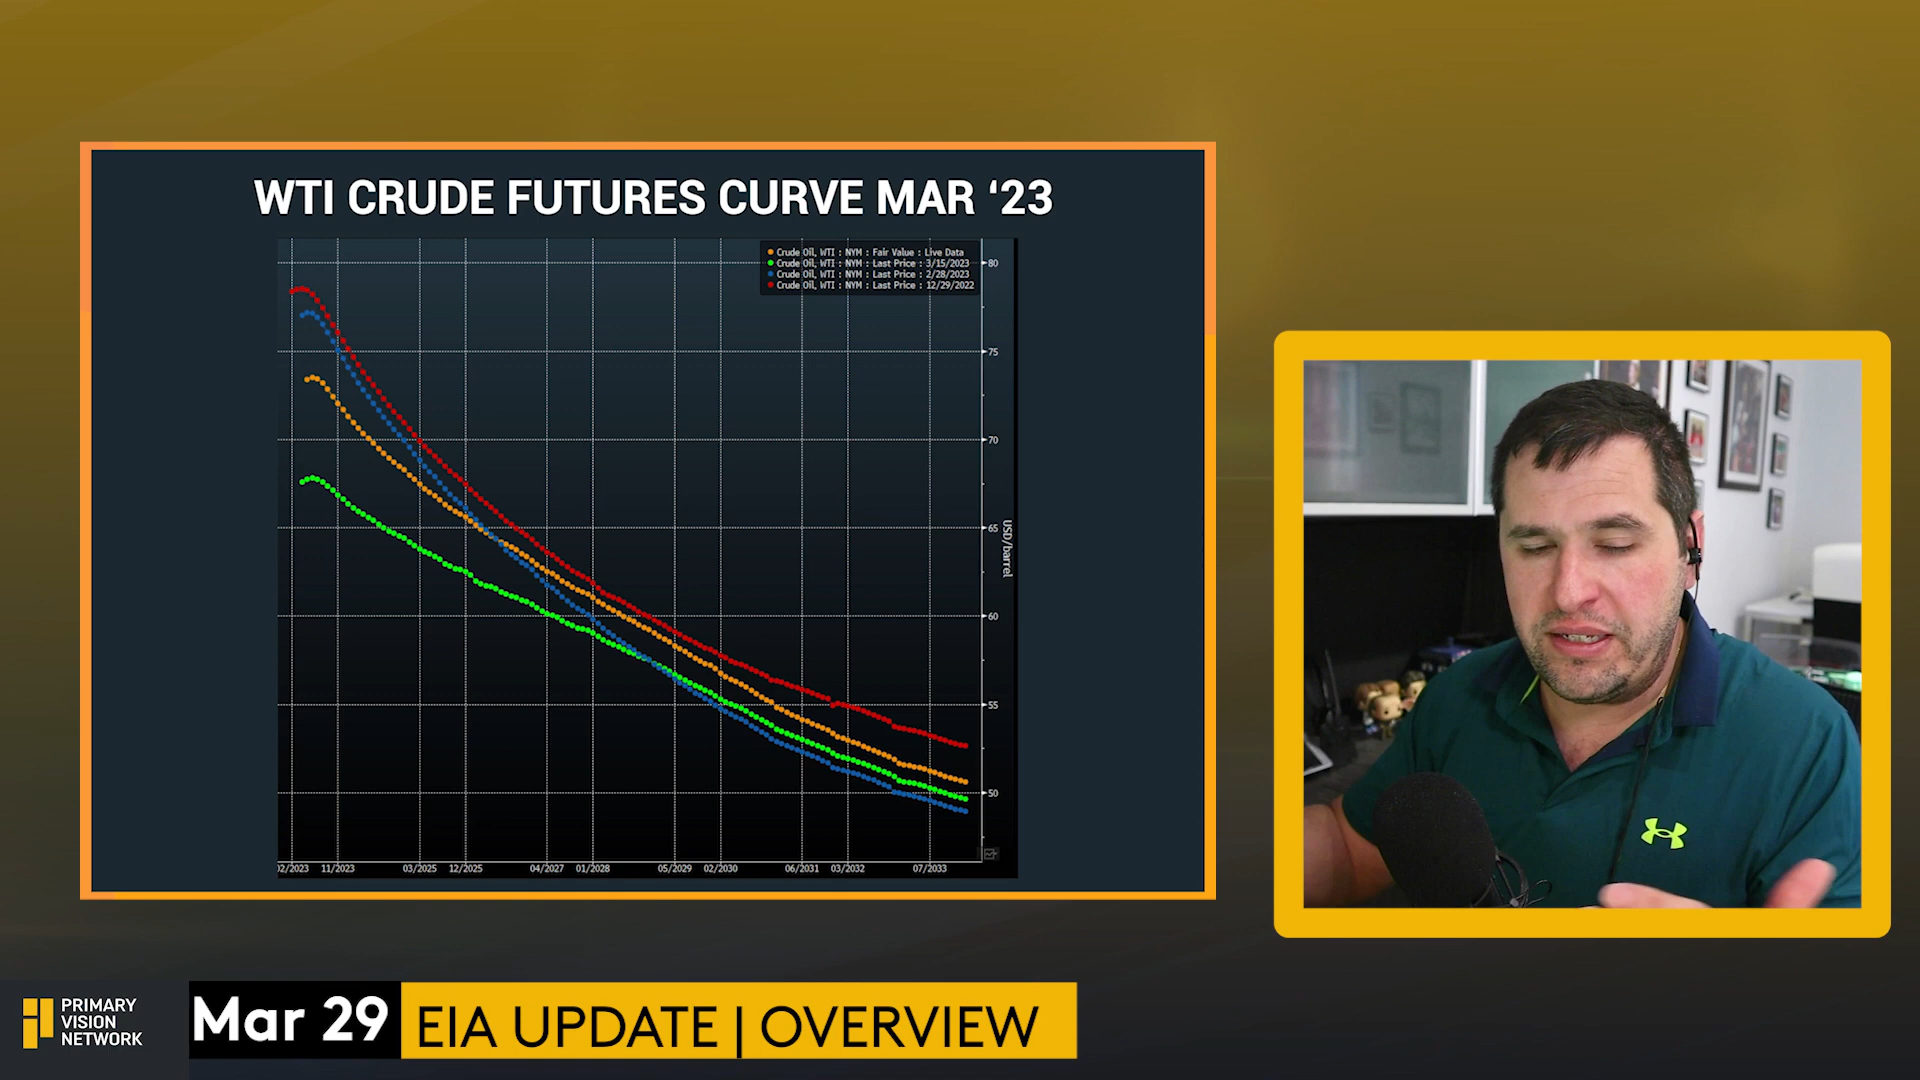 WTI CRUDE FUTURES CURVE MAR ‘23
Crude Oil, WTI : NYM : Fair Value : Live Data
Crude Oil, WTI : NYM : Last Price : 3/15/2023
Crude Oil, WTI : NYM : Last Price : 2/28/2023
Crude Oil, WTI : NYM : Last Price : 12/29/2022
80
75
70
65
60
55
50
USD/barrel
02/2023 11/2023 03/2025 12/2025 04/2027 01/2028 05/2029 02/2030 06/2031 03/2032 07/2033
PRIMARY
VISION
NETWORK
Mar 29 EIA UPDATE | OVERVIEW